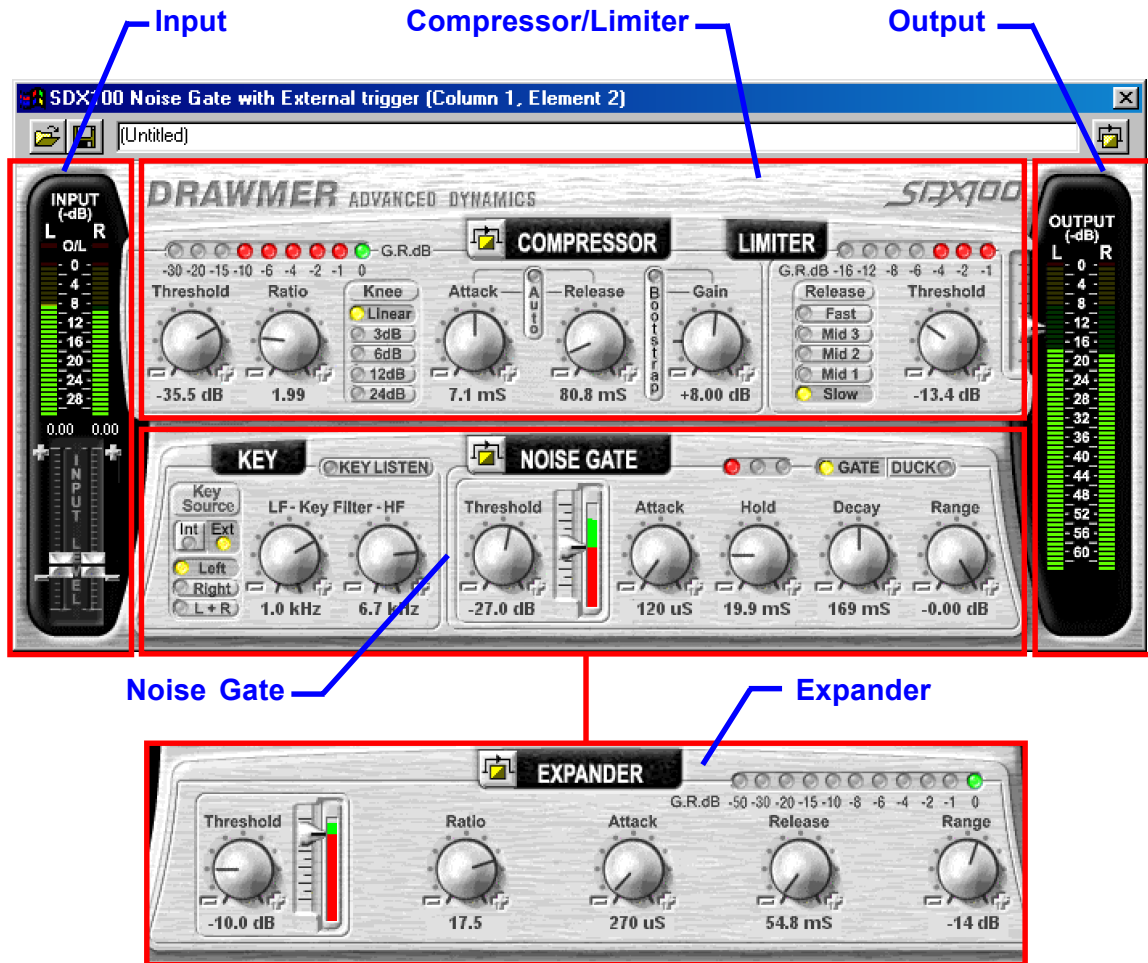 Input
Compressor/Limiter
Output
SDX100 Noise Gate with External trigger (Column 1, Element 2)
(Untitled)
INPUT
(-dB)
L R
O/L
0
4
8
12
16
20
24
28
0.00 0.00
INPUT LEVEL
DRAWMER ADVANCED DYNAMICS
SDX100
COMPRESSOR
G.R.dB
-30 -20 -15 -10 -6 -4 -2 -1 0
Threshold
-35.5 dB
Ratio
1.99
Knee
Linear
3dB
6dB
12dB
24dB
Attack
7.1 mS
Auto
Release
80.8 mS
Bootstrap
Gain
+8.00 dB
LIMITER
G.R.dB -16 -12 -8 -6 -4 -2 -1
Release
Fast
Mid 3
Mid 2
Mid 1
Slow
Threshold
-13.4 dB
OUTPUT
(-dB)
L R
0
4
8
12
16
20
24
28
32
36
40
44
48
52
56
60
KEY
KEY LISTEN
Key
Source
Int Ext
Left
Right
L + R
LF - Key Filter - HF
1.0 kHz 6.7 kHz
NOISE GATE
GATE DUCK
Threshold
-27.0 dB
Attack
120 uS
Hold
19.9 mS
Decay
169 mS
Range
-0.00 dB
Noise Gate
Expander
EXPANDER
G.R.dB -50 -30 -20 -15 -10 -8 -6 -4 -2 -1 0
Threshold
-10.0 dB
Ratio
17.5
Attack
270 uS
Release
54.8 mS
Range
-14 dB